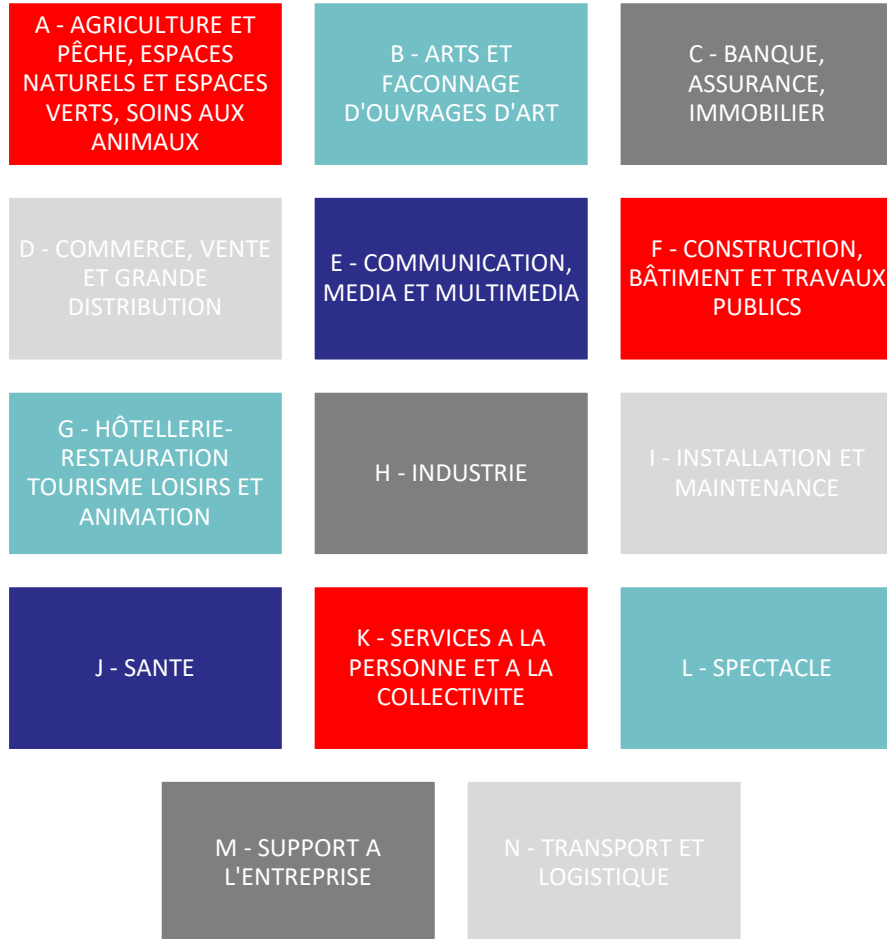 A - AGRICULTURE ET
PÊCHE, ESPACES
NATURELS ET ESPACES
VERTS, SOINS AUX
ANIMAUX
B - ARTS ET
FACONNAGE
D'OUVRAGES D'ART
C - BANQUE,
ASSURANCE,
IMMOBILIER
D - COMMERCE, VENTE
ET GRANDE
DISTRIBUTION
E - COMMUNICATION,
MEDIA ET MULTIMEDIA
F - CONSTRUCTION,
BÂTIMENT ET TRAVAUX
PUBLICS
G - HÔTELLERIE-
RESTAURATION
TOURISME LOISIRS ET
ANIMATION
H - INDUSTRIE
I - INSTALLATION ET
MAINTENANCE
J - SANTE
K - SERVICES A LA
PERSONNE ET A LA
COLLECTIVITE
L - SPECTACLE
M - SUPPORT A
L'ENTREPRISE
N - TRANSPORT ET
LOGISTIQUE